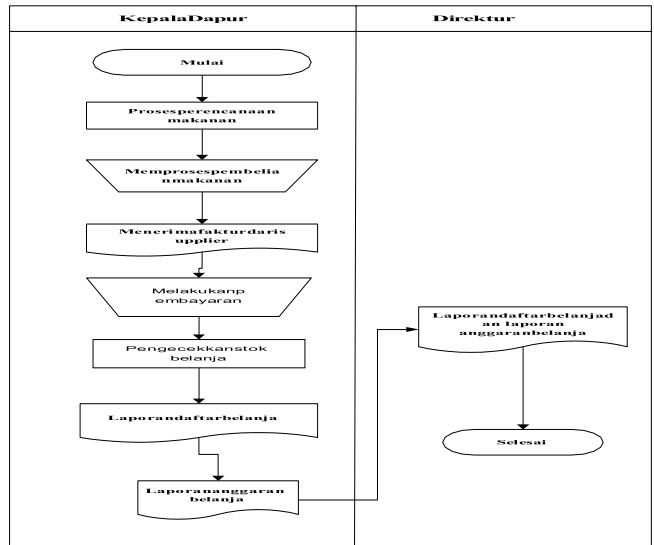 KepalaDapur
Direktur
Mulai
Prosesperencanaan
makanan
Memprosespembelia
nmakanan
Menerimafakturdaris
upplier
Melakukanp
embayaran
Pengecekkanstok
belanja
Laporandaftarbelanja
Laporananggaran
belanja
Laporandaftarbelanjad
an laporan
anggaranbelanja
Selesai